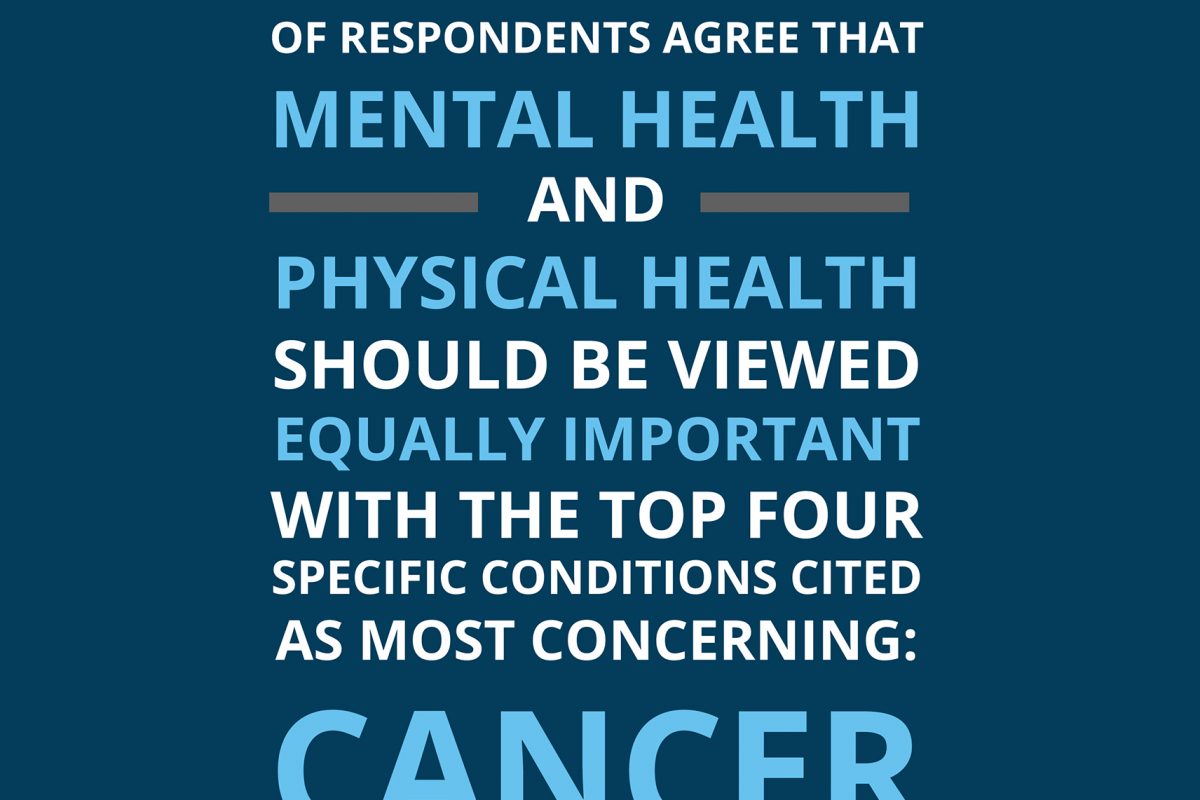 OF RESPONDENTS AGREE THAT
MENTAL HEALTH
AND
PHYSICAL HEALTH
SHOULD BE VIEWED
EQUALLY IMPORTANT
WITH THE TOP FOUR
SPECIFIC CONDITIONS CITED
AS MOST CONCERNING:
CANCER